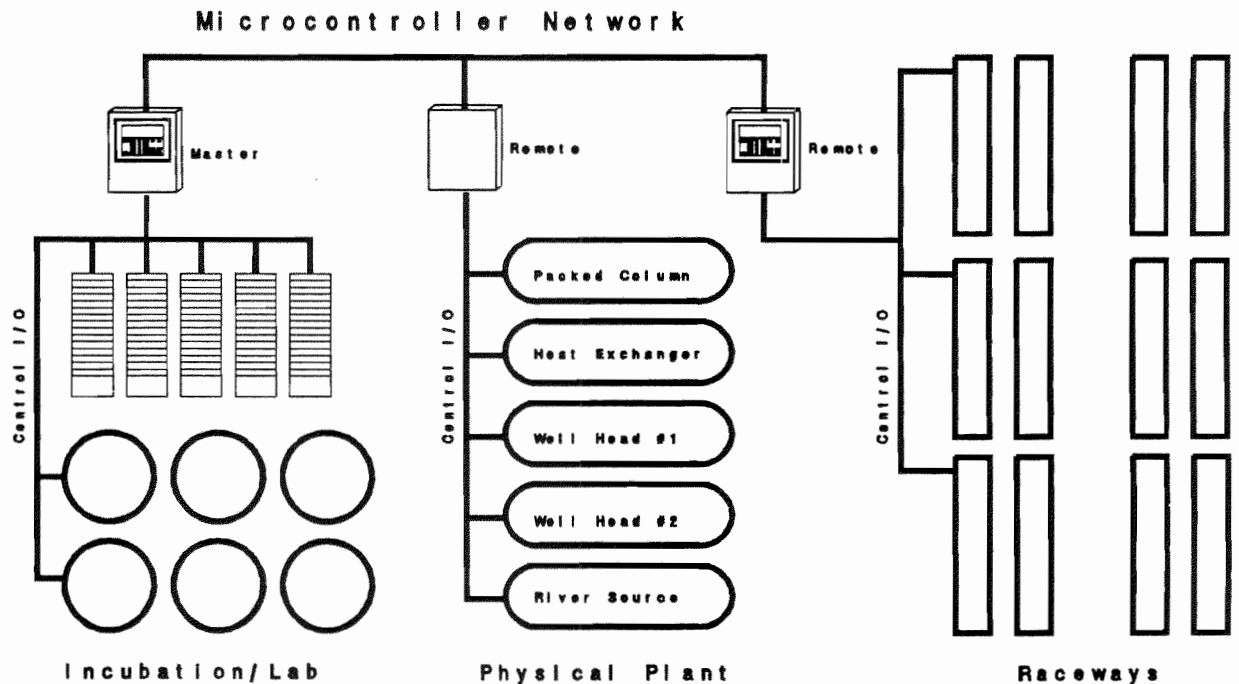 Microcontroller Network
Master
Remote
Remote
Control I/O
Control I/O
Control I/O
Packed Column
Heat Exchanger
Well Head #1
Well Head #2
River Source
Incubation/Lab
Physical Plant
Raceways